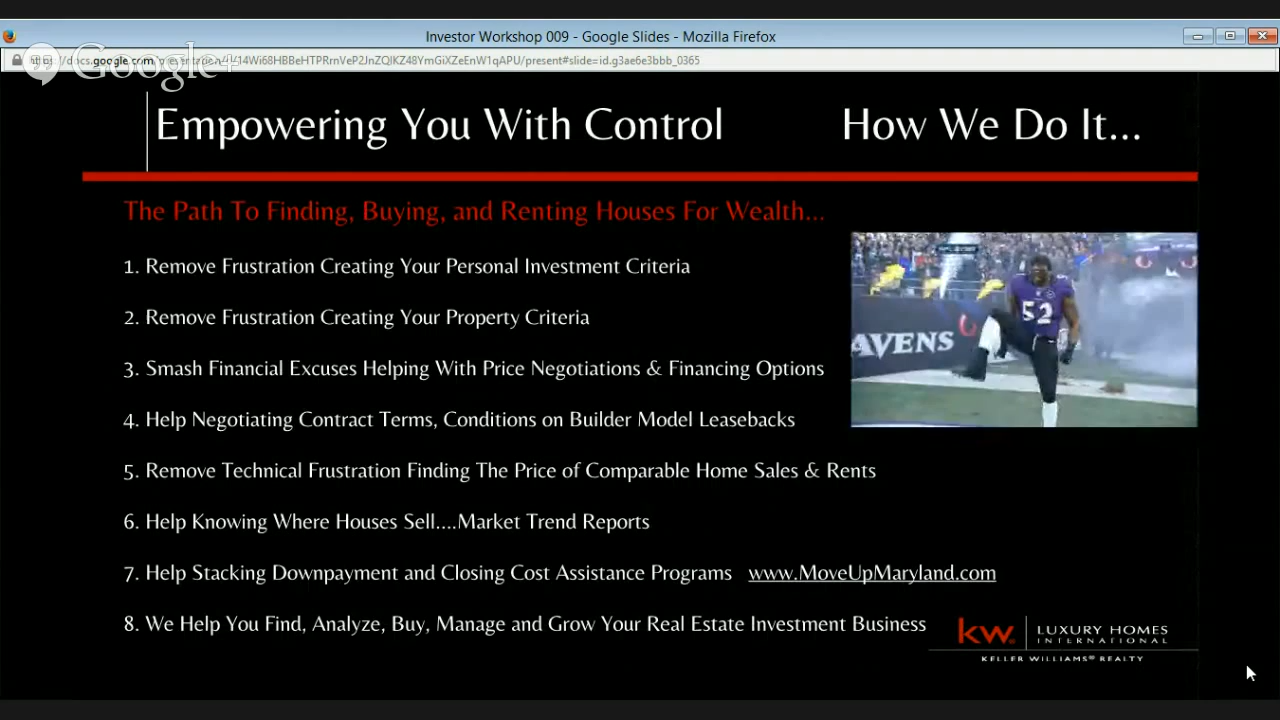 Investor Workshop 009 - Google Slides - Mozilla Firefox
Google+
Empowering You With Control
How We Do It...
The Path To Finding, Buying, and Renting Houses For Wealth...
1. Remove Frustration Creating Your Personal Investment Criteria
2. Remove Frustration Creating Your Property Criteria
3. Smash Financial Excuses Helping With Price Negotiations & Financing Options
AVENS
52
4. Help Negotiating Contract Terms, Conditions on Builder Model Leasebacks
5. Remove Technical Frustration Finding The Price of Comparable Home Sales & Rents
6. Help Knowing Where Houses Sell....Market Trend Reports
7. Help Stacking Downpayment and Closing Cost Assistance Programs www.MoveUpMaryland.com
8. We Help You Find, Analyze, Buy, Manage and Grow Your Real Estate Investment Business
kw. LUXURY HOMES
INTERNATIONAL
KELLER WILLIAMS® REALTY